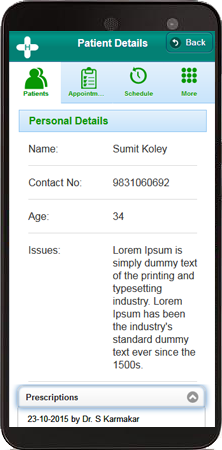 H
Patient Details
Back
Patients
Appointm...
Schedule
More
Personal Details
Name: Sumit Koley
Contact No: 9831060692
Age: 34
Issues: Lorem Ipsum is
simply dummy text
of the printing and
typesetting
industry. Lorem
Ipsum has been
the industry's
standard dummy
text ever since the
1500s.
Prescriptions
23-10-2015 by Dr. S Karmakar